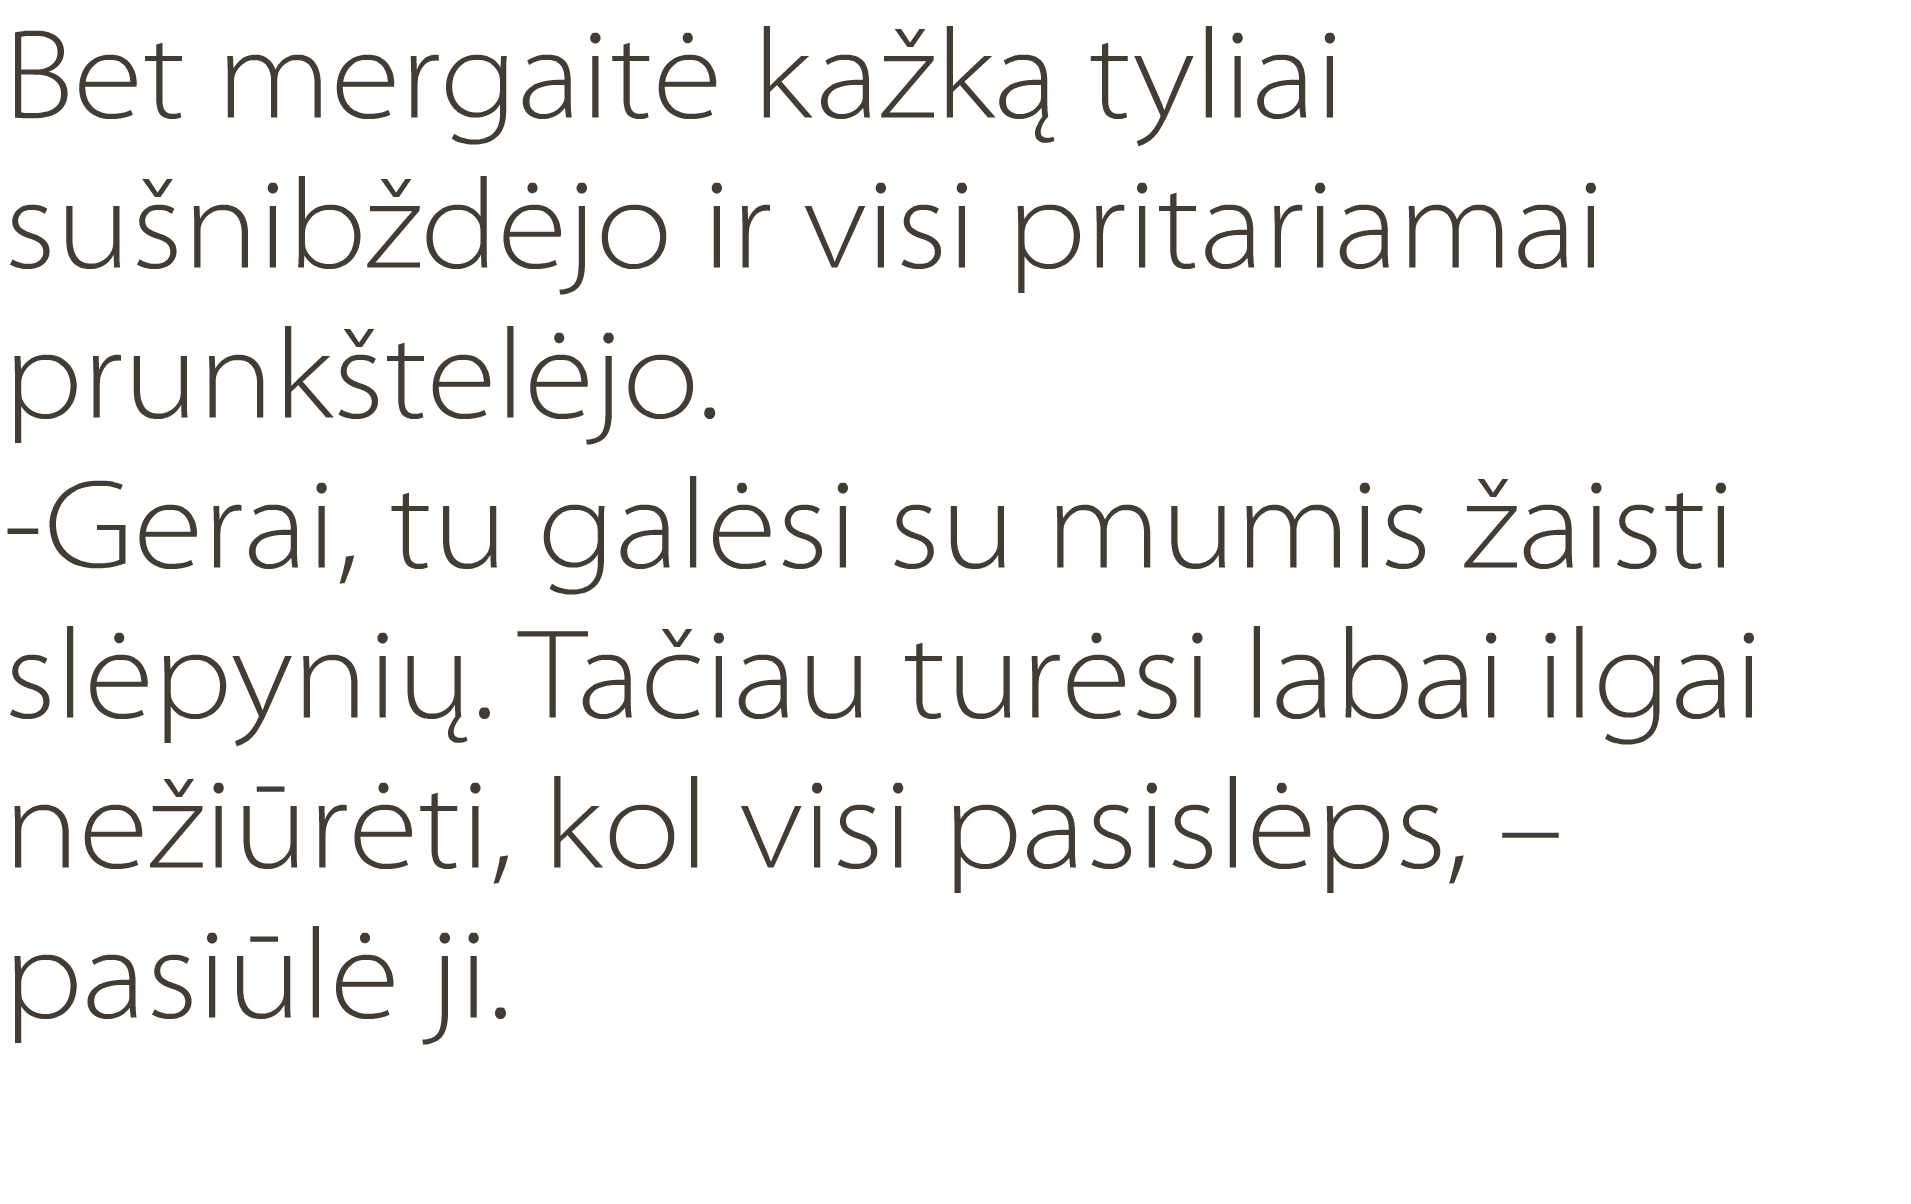 Bet mergaitė kažką tyliai
sušnibždėjo ir visi pritariamai
prunkštelėjo.
-Gerai, tu galėsi su mumis žaisti
slėpynių. Tačiau turėsi labai ilgai
nežiūrėti, kol visi pasislėps, –
pasiūlė ji.